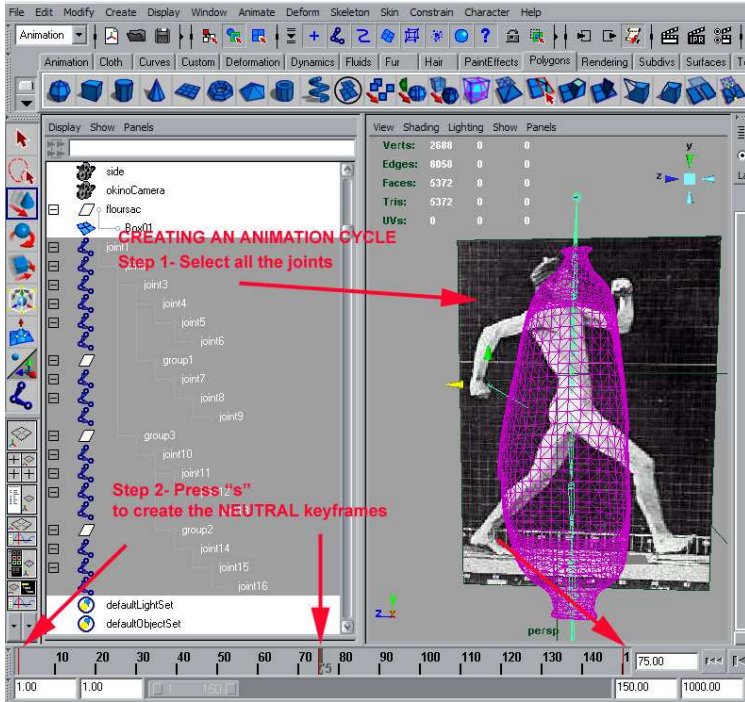 File Edit Modify Create Display Window Animate Deform Skeleton Skin Constrain Character Help
Animation
Animation Cloth Curves Custom Deformation Dynamics Fluids Fur Hair PaintEffects Polygons Rendering Subdivs Surfaces
Display Show Panels
View Shading Lighting Show Panels
Verts: 2688 0 0
Edges: 8058 0 0
Faces: 5372 0 0
Tris: 5372 0 0
UVs: 0 0 0
y
z
side
okinoCamera
floursac
Box01
CREATING AN ANIMATION CYCLE
joint1
Step 1- Select all the joints
joint3
joint4
joint5
joint6
group1
joint7
joint8
joint9
group3
joint10
joint11
Step 2- Press “s”
to create the NEUTRAL keyframes
group2
joint14
joint15
joint16
defaultLightSet
defaultObjectSet
y
z x
persp
10 20 30 40 50 60 70 75 80 90 100 110 120 130 140 1
75.00
1.00 1.00 1 150 150.00 1000.00